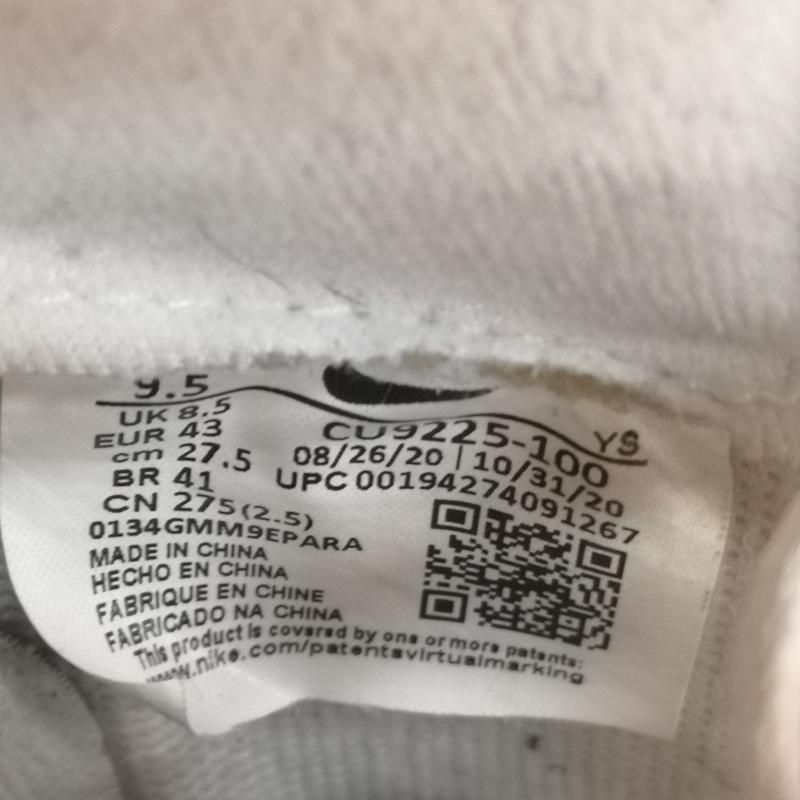 9.5
UK 8.5
EUR 43
cm 27.5
BR 41
CN 275(2.5)
YS
CU9225-100
08/26/20 | 10/31/20
UPC 00194274091267
0134GMM9EPARA
MADE IN CHINA
HECHO EN CHINA
FABRIQUE EN CHINE
FABRICADO NA CHINA
This product is covered by one or more patents:
www.nike.com/patentsvirtualmarking